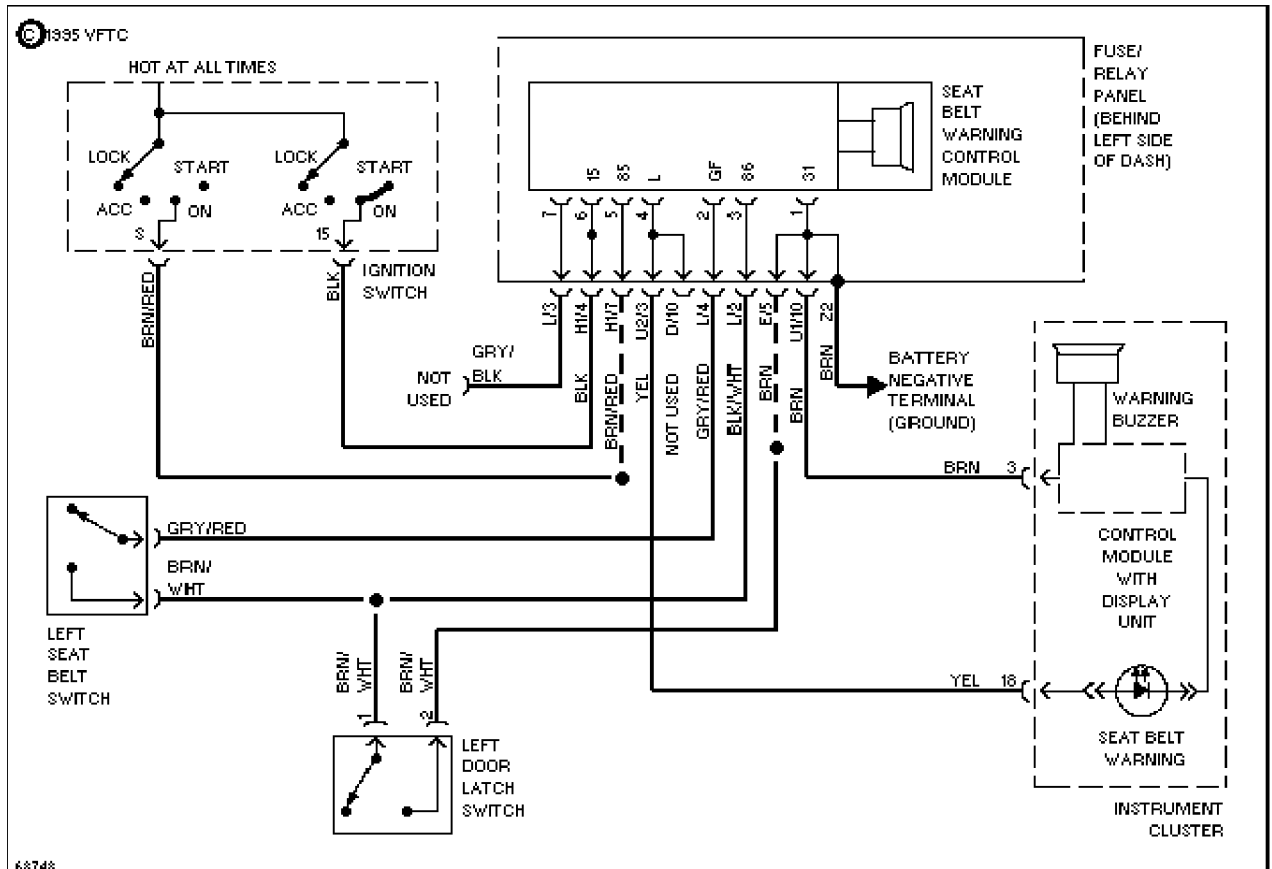 © 1995 VFTC
HOT AT ALL TIMES
LOCK
START
ACC
ON
S
LOCK
START
ACC
ON
15
IGNITION
SWITCH
BRN/RED
BLK
FUSE/
RELAY
PANEL
(BEHIND
LEFT SIDE
OF DASH)
SEAT
BELT
WARNING
CONTROL
MODULE
15
85
L
GF
86
31
7
6
5
4
2
3
1
L/3
H1/4
H1/7
U2/3
D/10
L/4
L/2
E/5
U1/10
Z2
GRY/
BLK
NOT
USED
BLK
BRN/RED
YEL
NOT USED
GRY/RED
BLK/WHT
BRN
BRN
BRN
BATTERY
NEGATIVE
TERMINAL
(GROUND)
WARNING
BUZZER
BRN 3
CONTROL
MODULE
WITH
DISPLAY
UNIT
YEL 18
SEAT BELT
WARNING
INSTRUMENT
CLUSTER
GRY/RED
BRN/
WHT
LEFT
SEAT
BELT
SWITCH
BRN/
WHT
BRN/
WHT
1
2
LEFT
DOOR
LATCH
SWITCH
68748